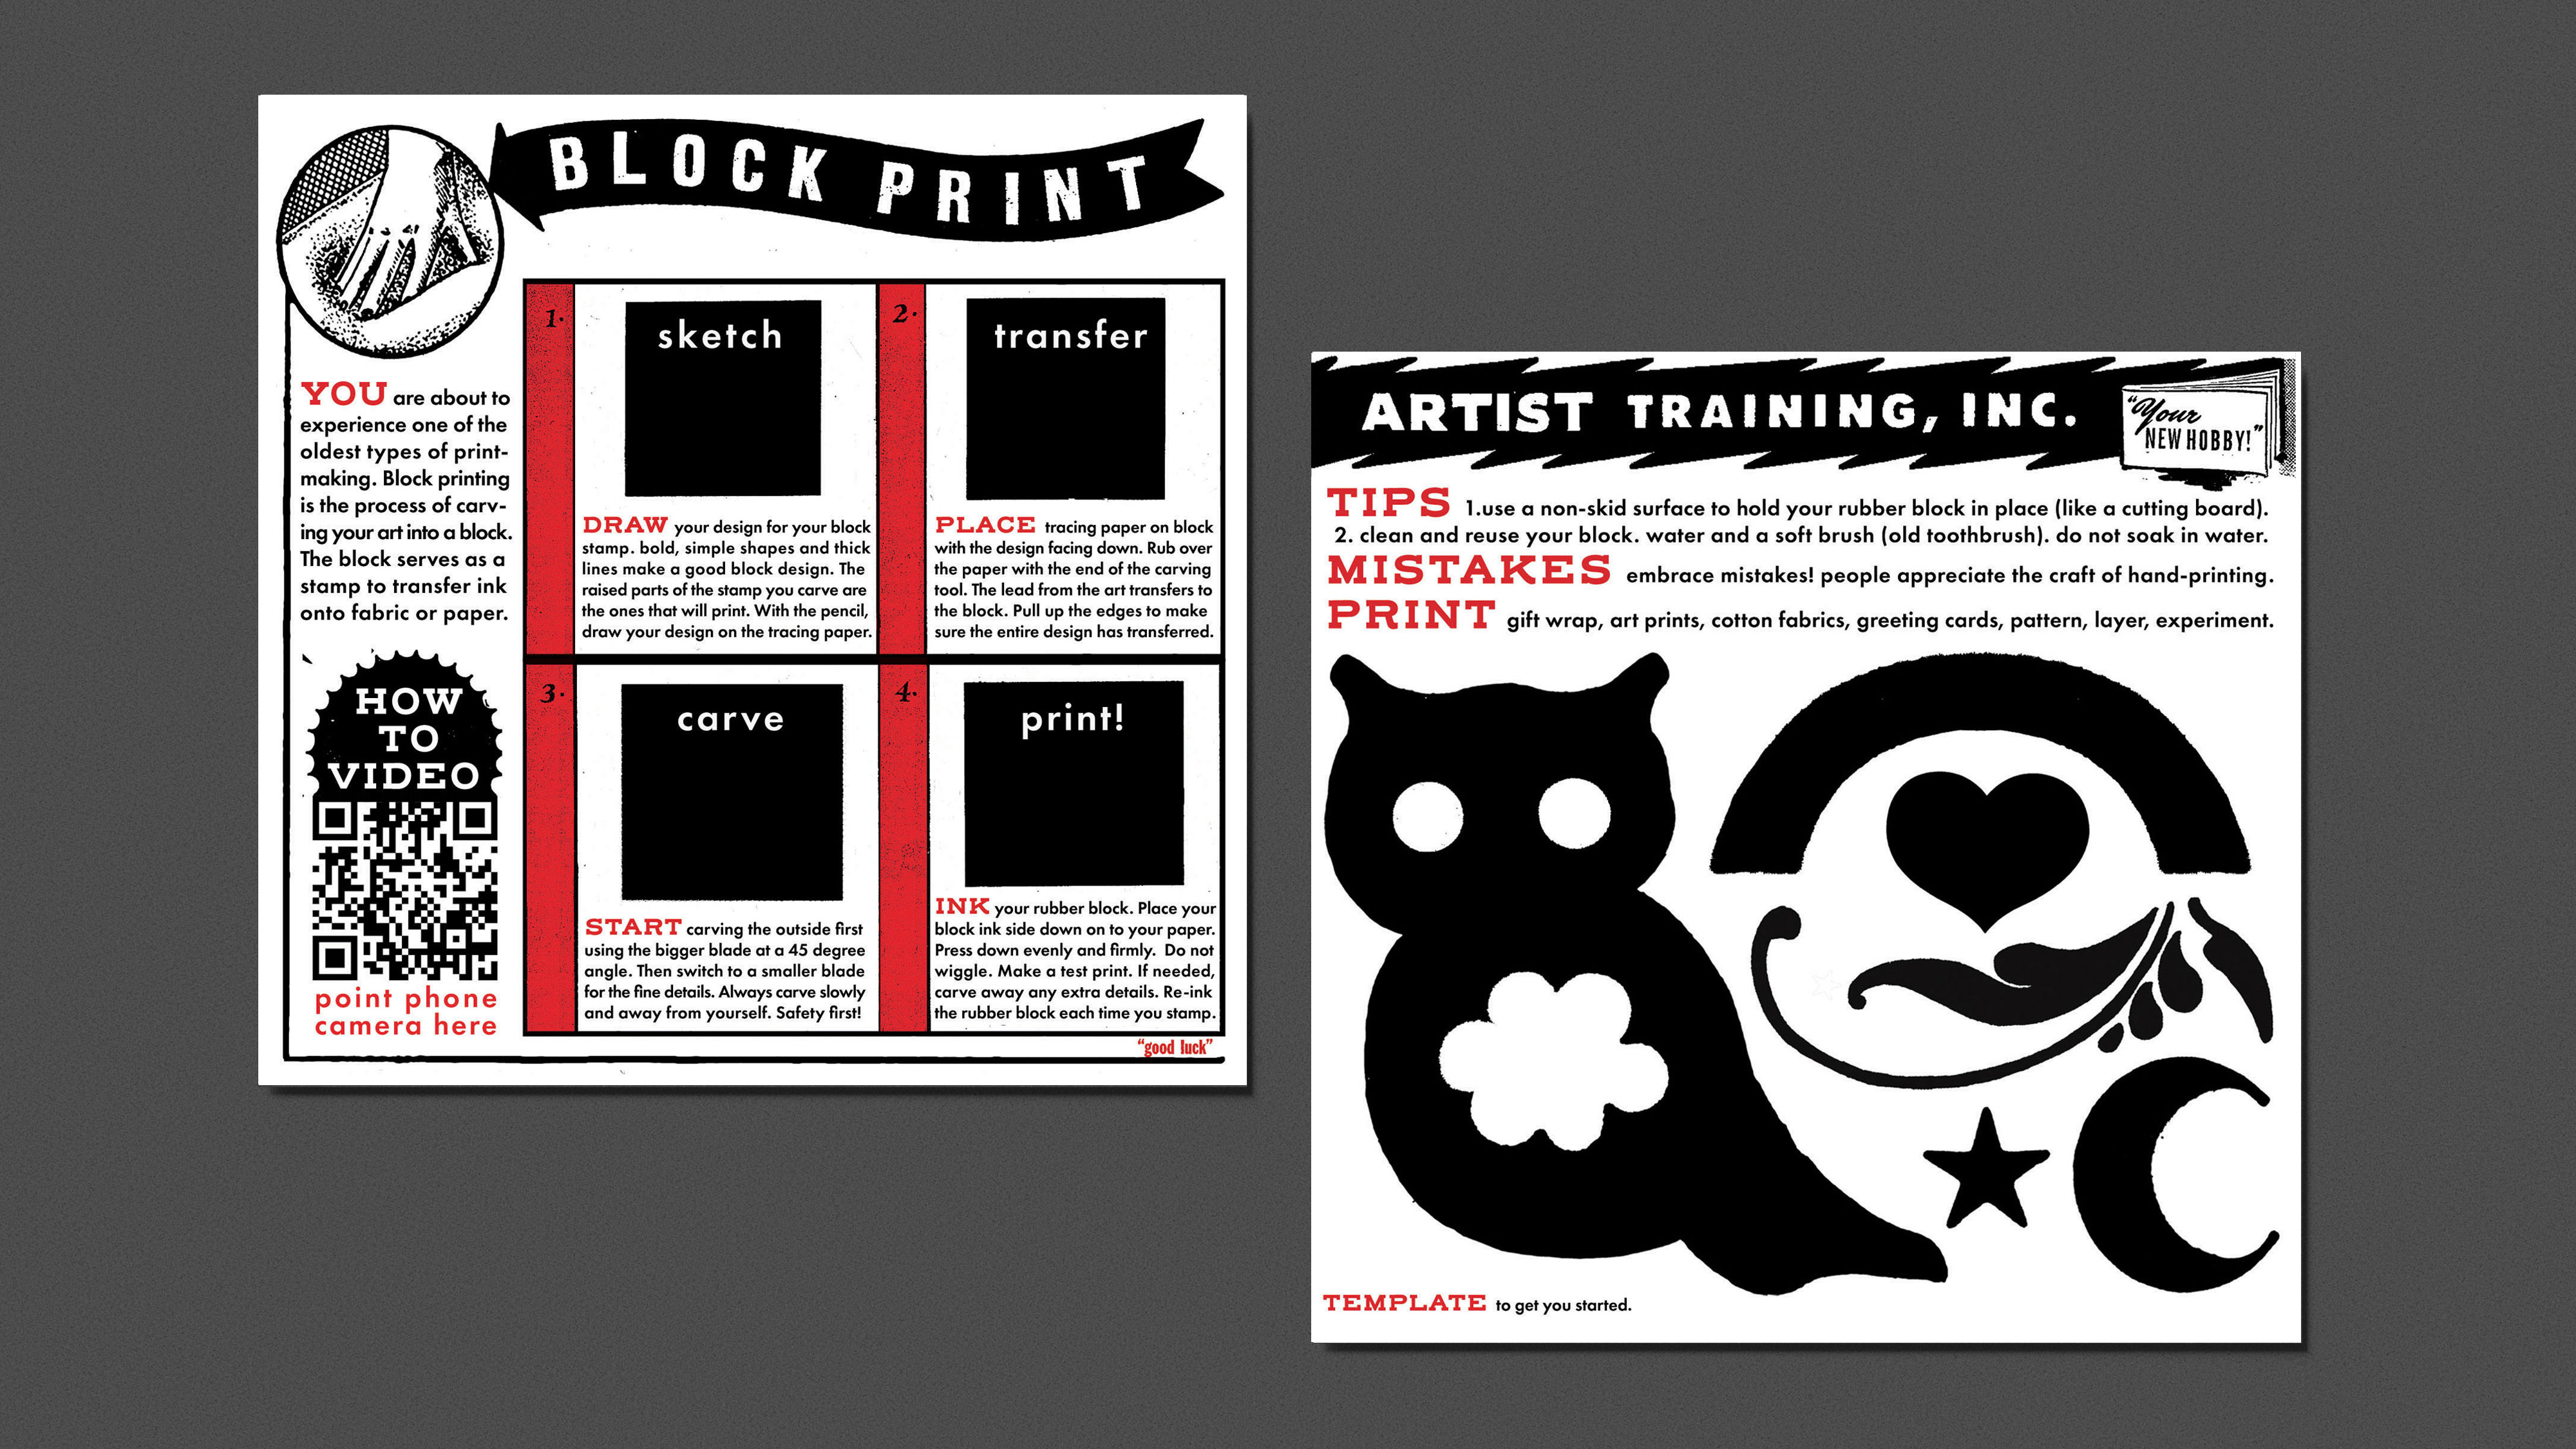 BLOCK PRINT
YOU are about to
experience one of the
oldest types of print-
making. Block printing
is the process of carv-
ing your art into a block.
The block serves as a
stamp to transfer ink
onto fabric or paper.
HOW
TO
VIDEO
point phone
camera here
1.
sketch
DRAW your design for your block
stamp. bold, simple shapes and thick
lines make a good block design. The
raised parts of the stamp you carve are
the ones that will print. With the pencil,
draw your design on the tracing paper.
2.
transfer
PLACE tracing paper on block
with the design facing down. Rub over
the paper with the end of the carving
tool. The lead from the art transfers to
the block. Pull up the edges to make
sure the entire design has transferred.
3.
carve
START carving the outside first
using the bigger blade at a 45 degree
angle. Then switch to a smaller blade
for the fine details. Always carve slowly
and away from yourself. Safety first!
4.
print!
INK your rubber block. Place your
block ink side down on to your paper.
Press down evenly and firmly. Do not
wiggle. Make a test print. If needed,
carve away any extra details. Re-ink
the rubber block each time you stamp.
“good luck”
ARTIST TRAINING, INC.
“Your
NEW HOBBY!”
TIPS 1.use a non-skid surface to hold your rubber block in place (like a cutting board).
2. clean and reuse your block. water and a soft brush (old toothbrush). do not soak in water.
MISTAKES embrace mistakes! people appreciate the craft of hand-printing.
PRINT gift wrap, art prints, cotton fabrics, greeting cards, pattern, layer, experiment.
TEMPLATE to get you started.